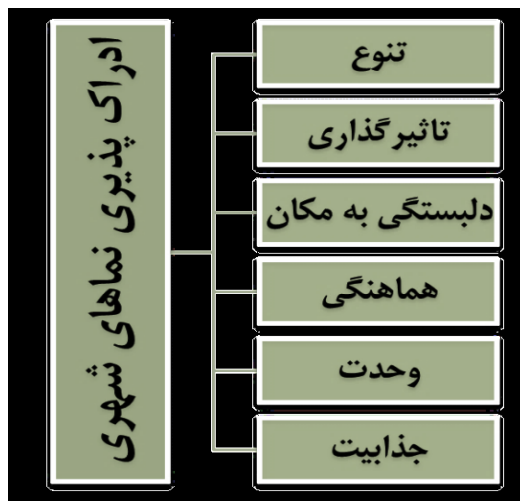 ادراک پذیری نماهای شهری
تنوع
تاثیرگذاری
دلبستگی به مکان
هماهنگی
وحدت
جذابیت